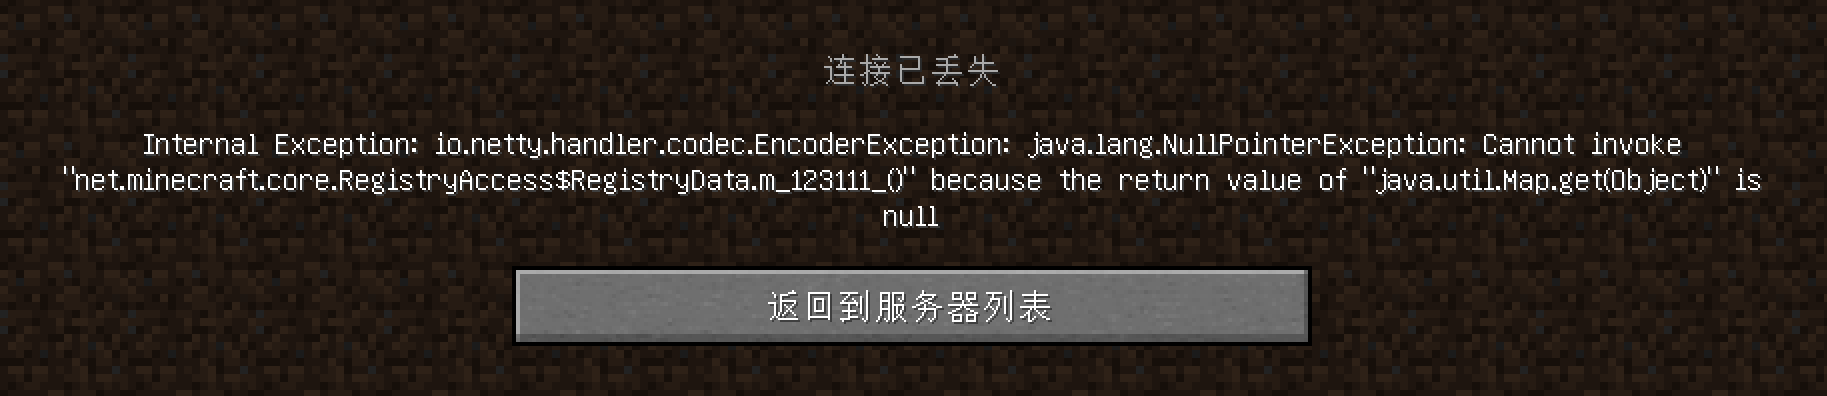 连接已丢失
Internal Exception: io.netty.handler.codec.EncoderException: java.lang.NullPointerException: Cannot invoke
"net.minecraft.core.RegistryAccess$RegistryData.m_123111_()" because the return value of "java.util.Map.get(Object)" is
null
返回到服务器列表